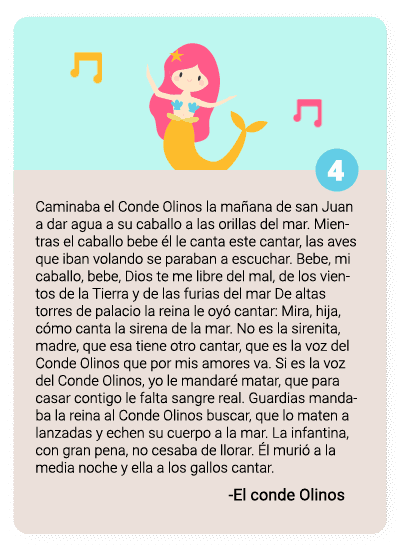 4
Caminaba el Conde Olinos la mañana de san Juan
a dar agua a su caballo a las orillas del mar. Mien-
tras el caballo bebe él le canta este cantar, las aves
que iban volando se paraban a escuchar. Bebe, mi
caballo, bebe, Dios te me libre del mal, de los vien-
tos de la Tierra y de las furias del mar De altas
torres de palacio la reina le oyó cantar: Mira, hija,
cómo canta la sirena de la mar. No es la sirenita,
madre, que esa tiene otro cantar, que es la voz del
Conde Olinos que por mis amores va. Si es la voz
del Conde Olinos, yo le mandaré matar, que para
casar contigo le falta sangre real. Guardias manda-
ba la reina al Conde Olinos buscar, que lo maten a
lanzadas y echen su cuerpo a la mar. La infantina,
con gran pena, no cesaba de llorar. Él murió a la
media noche y ella a los gallos cantar.
-El conde Olinos